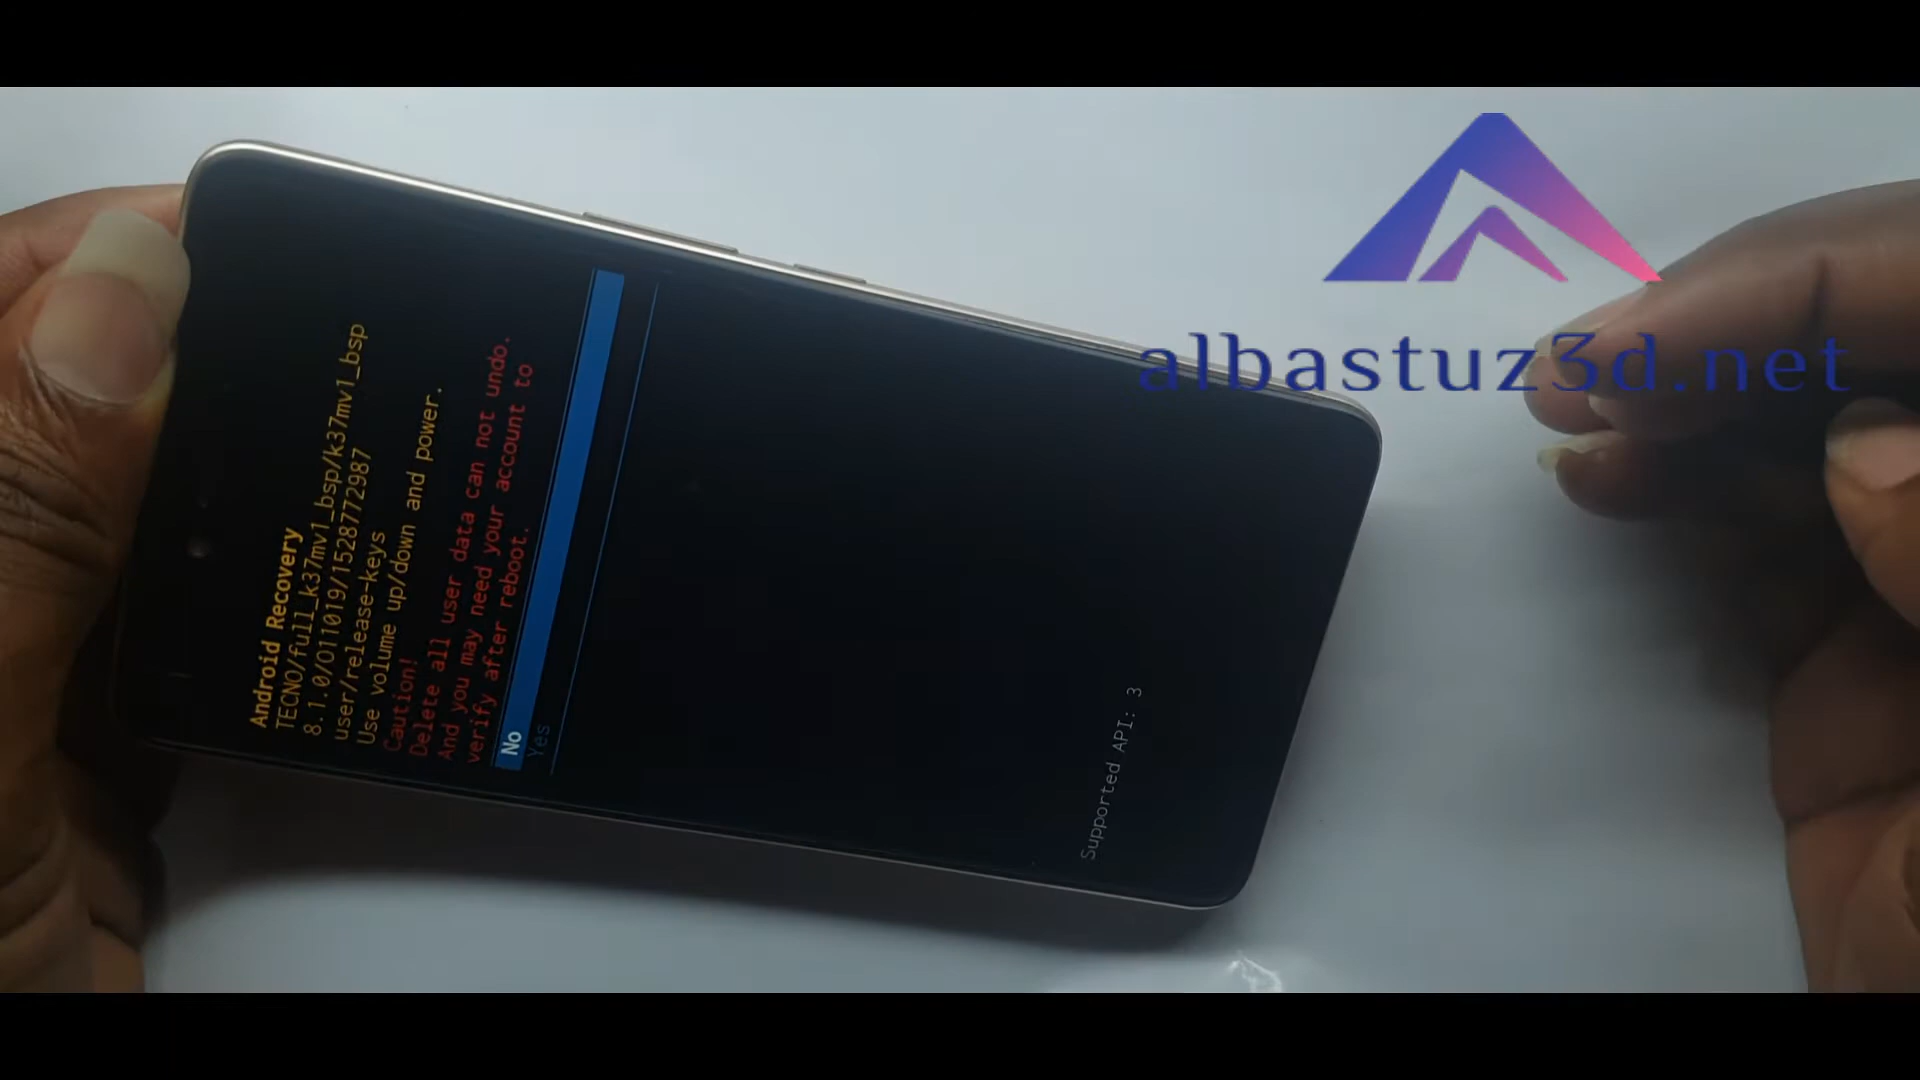 albastuz3d.net
Android Recovery
TECNO/full_k37mv1_bsp/k37mv1_bsp
8.1.0/O11019/1528772987
user/release-keys
Use volume up/down and power.
Caution!
Delete all user data can not undo.
And you may need your account to
verify after reboot.
No
Yes
Supported API: 3